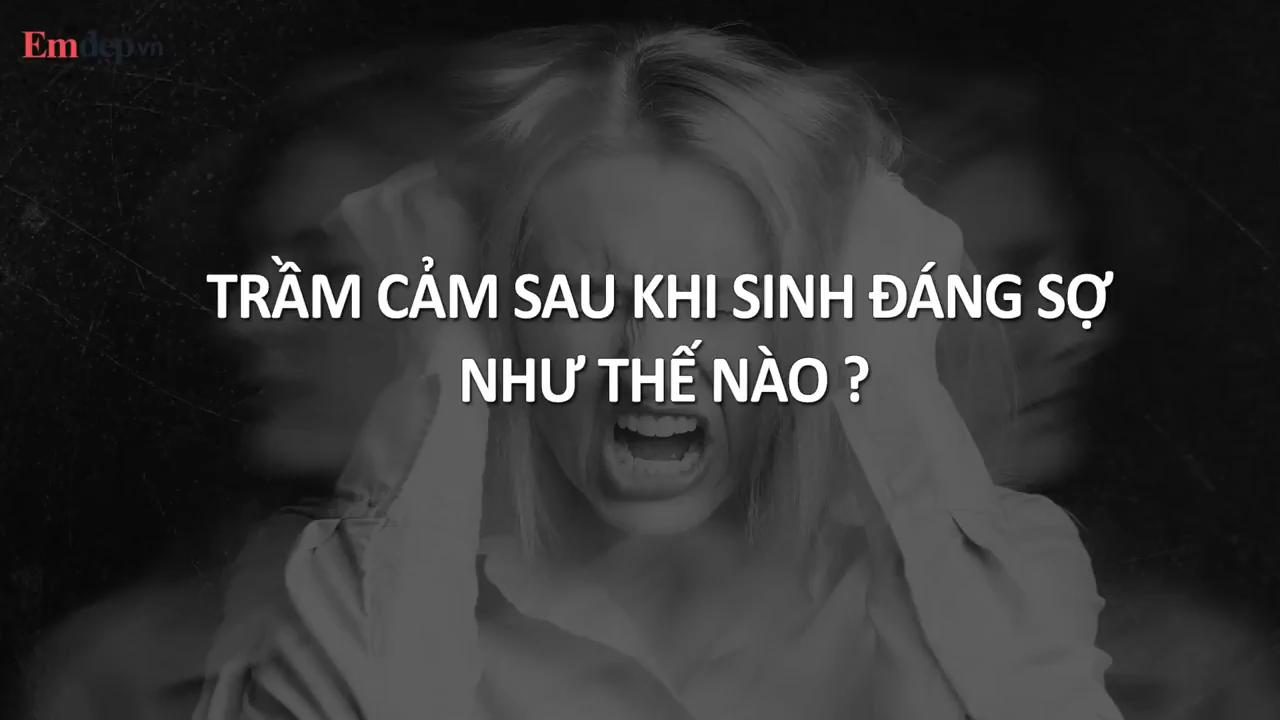 Emdep.vn
TRẦM CẢM SAU KHI SINH ĐÁNG SỢ
NHƯ THẾ NÀO ?